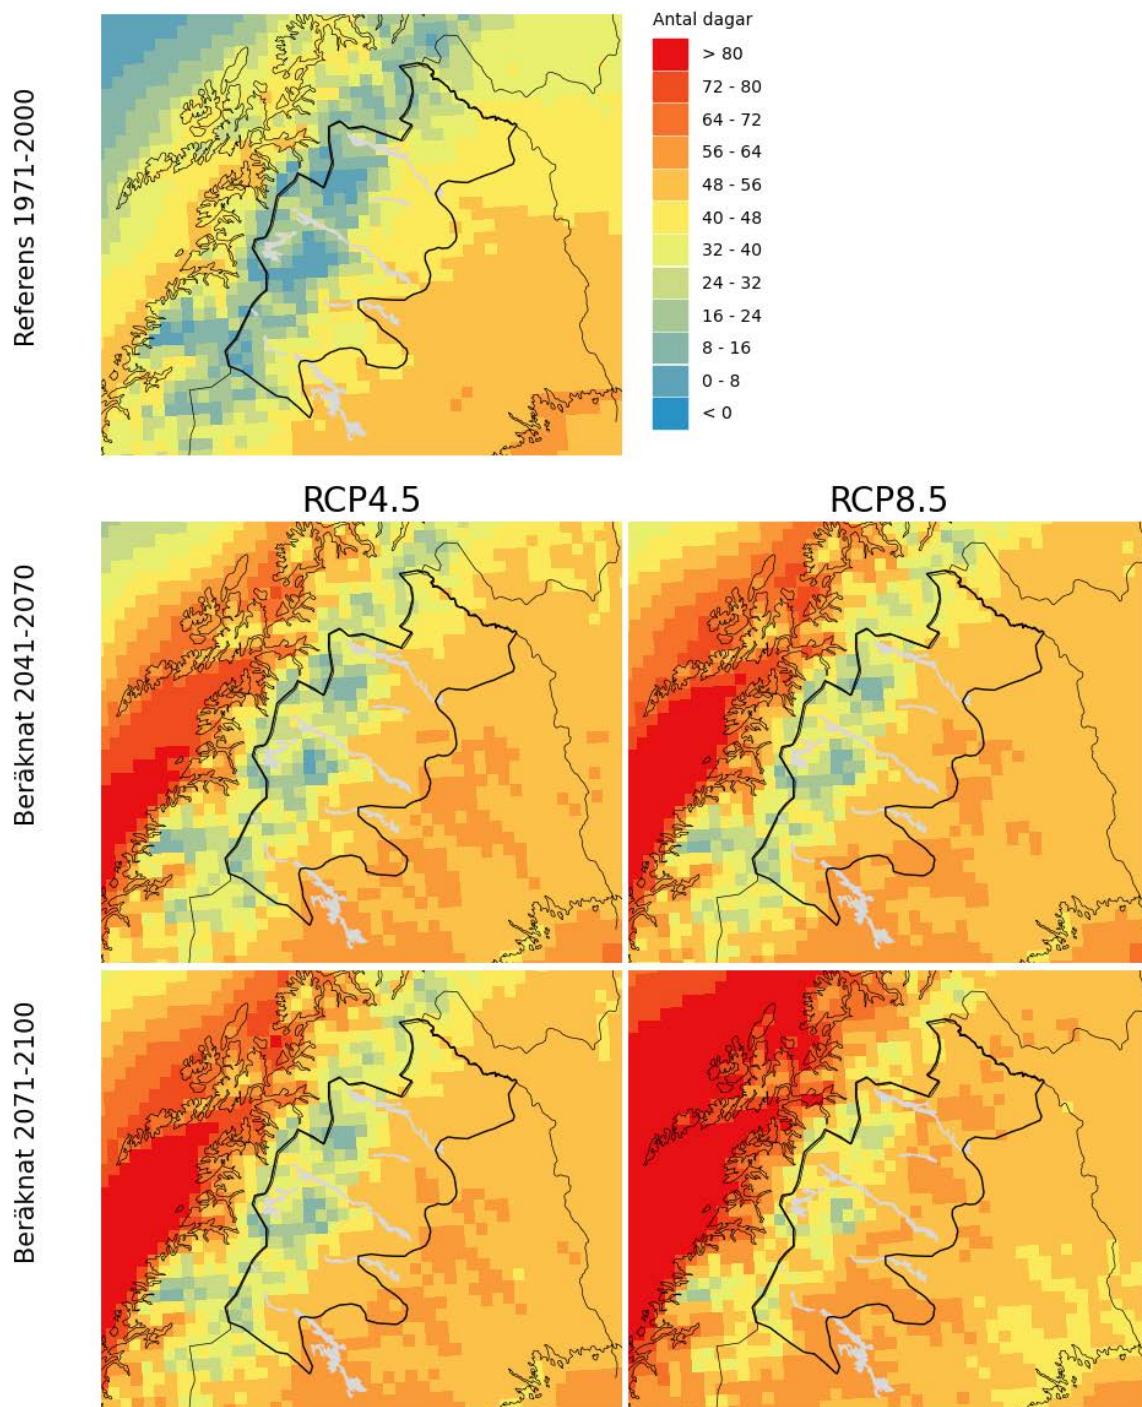 Antal dagar
> 80
72 - 80
64 - 72
56 - 64
48 - 56
40 - 48
32 - 40
24 - 32
16 - 24
8 - 16
0 - 8
< 0
Referens 1971-2000
RCP4.5
RCP8.5
Beräknat 2041-2070
Beräknat 2071-2100